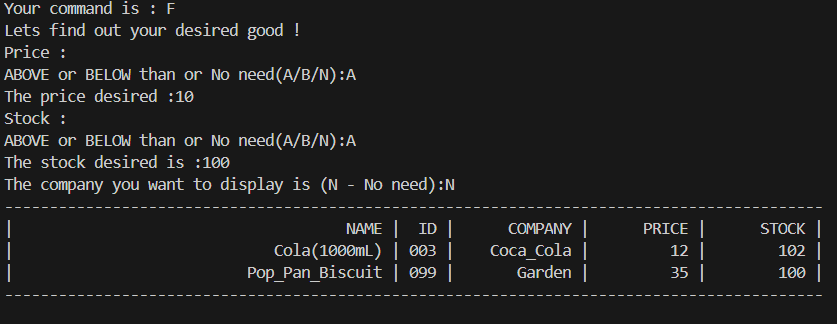 Your command is : F
Lets find out your desired good !
Price :
ABOVE or BELOW than or No need(A/B/N):A
The price desired :10
Stock :
ABOVE or BELOW than or No need(A/B/N):A
The stock desired is :100
The company you want to display is (N - No need):N
-------------------------------------------------------------------------------------------
|                                     NAME |  ID |      COMPANY |      PRICE |      STOCK |
|                             Cola(1000mL) | 003 |    Coca_Cola |         12 |        102 |
|                          Pop_Pan_Biscuit | 099 |       Garden |         35 |        100 |
-------------------------------------------------------------------------------------------